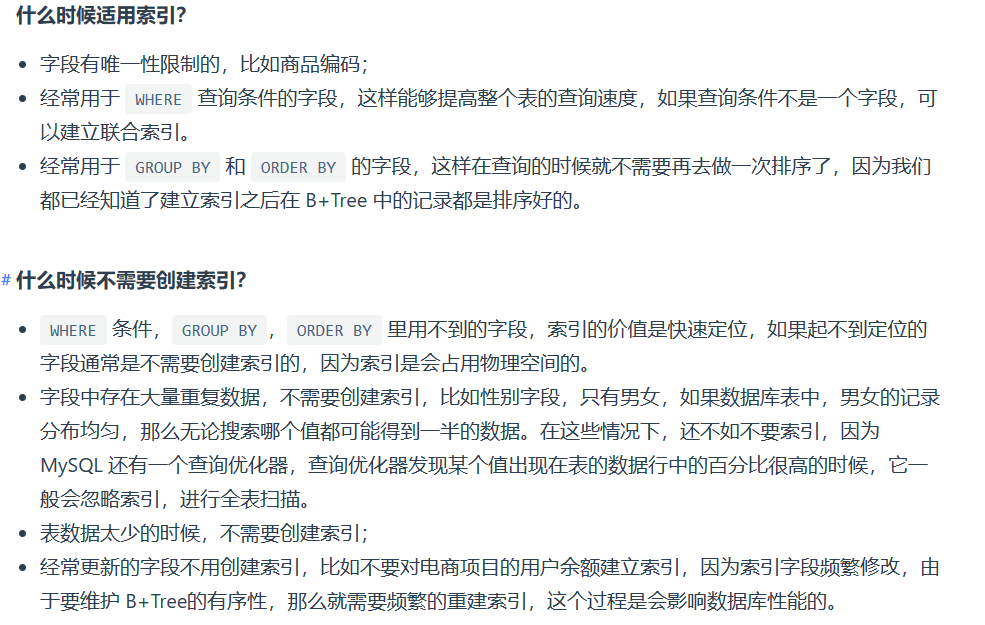 什么时候适用索引？
字段有唯一性限制的，比如商品编码；
经常用于 WHERE 查询条件的字段，这样能够提高整个表的查询速度，如果查询条件不是一个字段，可
以建立联合索引。
经常用于 GROUP BY 和 ORDER BY 的字段，这样在查询的时候就不需要再去做一次排序了，因为我们
都已经知道了建立索引之后在 B+Tree 中的记录都是排序好的。
# 什么时候不需要创建索引？
WHERE 条件，GROUP BY，ORDER BY 里用不到的字段，索引的价值是快速定位，如果起不到定位的
字段通常是不需要创建索引的，因为索引是会占用物理空间的。
字段中存在大量重复数据，不需要创建索引，比如性别字段，只有男女，如果数据库表中，男女的记录
分布均匀，那么无论搜索哪个值都可能得到一半的数据。在这些情况下，还不如不要索引，因为
MySQL 还有一个查询优化器，查询优化器发现某个值出现在表的数据行中的百分比很高的时候，它一
般会忽略索引，进行全表扫描。
表数据太少的时候，不需要创建索引；
经常更新的字段不用创建索引，比如不要对电商项目的用户余额建立索引，因为索引字段频繁修改，由
于要维护 B+Tree的有序性，那么就需要频繁的重建索引，这个过程是会影响数据库性能的。